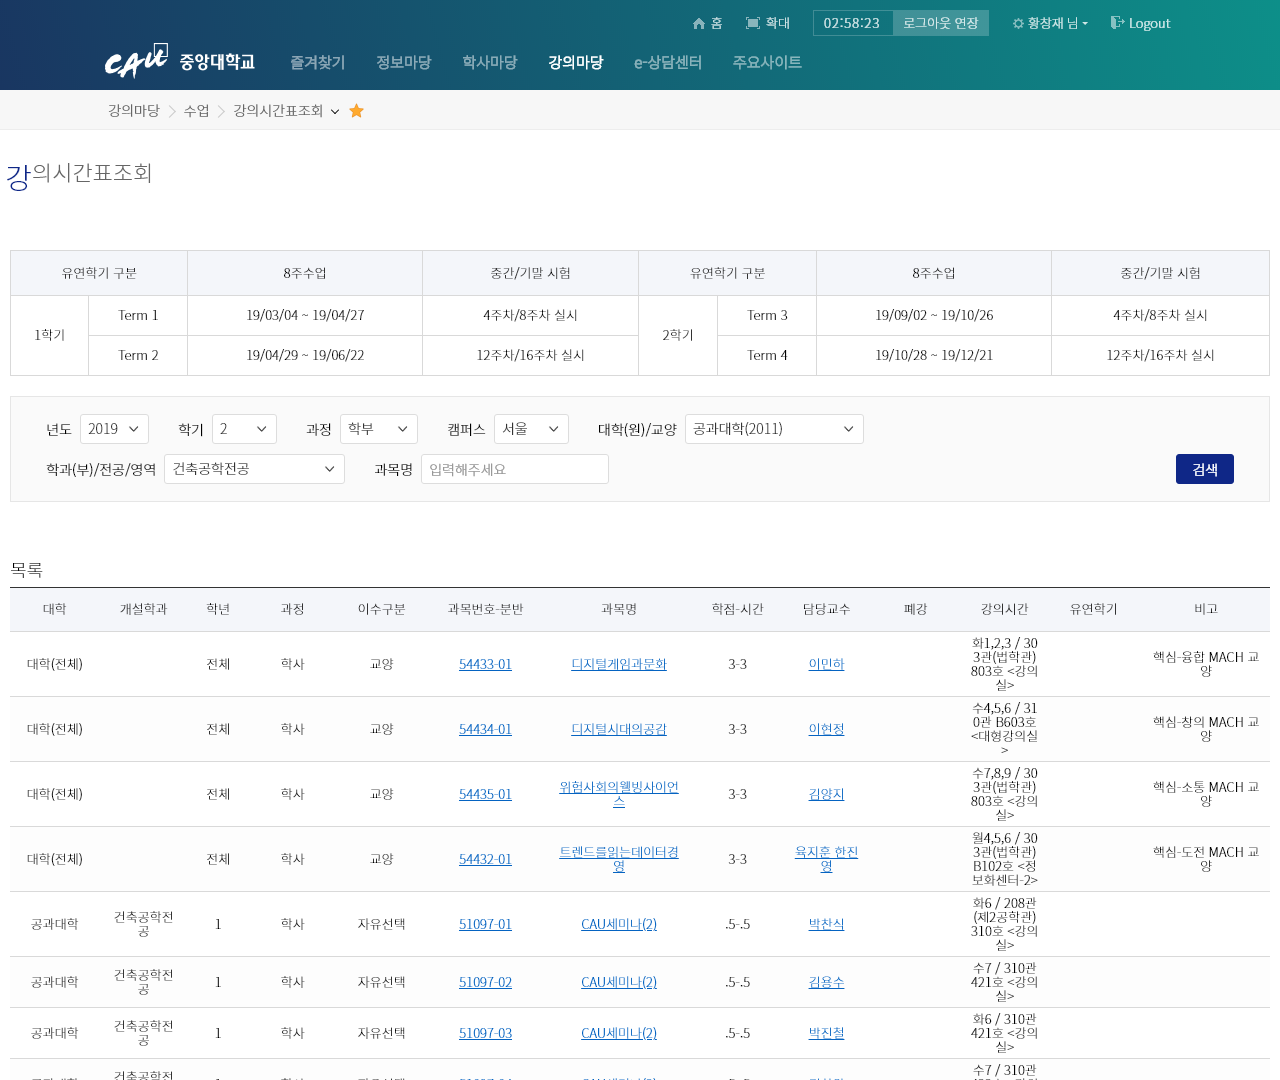 홈 확대 02:58:23 로그아웃 연장 황창재 님 Logout
CAU 중앙대학교 즐겨찾기 정보마당 학사마당 강의마당 e-상담센터 주요사이트
강의마당 수업 강의시간표조회
강의시간표조회
유연학기 구분 8주수업 중간/기말 시험 유연학기 구분 8주수업 중간/기말 시험
1학기 Term 1 19/03/04 ~ 19/04/27 4주차/8주차 실시 2학기 Term 3 19/09/02 ~ 19/10/26 4주차/8주차 실시
Term 2 19/04/29 ~ 19/06/22 12주차/16주차 실시 Term 4 19/10/28 ~ 19/12/21 12주차/16주차 실시
년도 2019 학기 2 과정 학부 캠퍼스 서울 대학(원)/교양 공과대학(2011)
학과(부)/전공/영역 건축공학전공 과목명 입력해주세요 검색
목록
대학 개설학과 학년 과정 이수구분 과목번호-분반 과목명 학점-시간 담당교수 폐강 강의시간 유연학기 비고
대학(전체) 전체 학사 교양 54433-01 디지털게임과문화 3-3 이민하 화1,2,3 / 30
3관(법학관)
803호 <강의
실> 핵심-융합 MACH 교
양
대학(전체) 전체 학사 교양 54434-01 디지털시대의공감 3-3 이현정 수4,5,6 / 31
0관 B603호
<대형강의실
> 핵심-창의 MACH 교
양
대학(전체) 전체 학사 교양 54435-01 위험사회의웰빙사이언
스 3-3 김양지 수7,8,9 / 30
3관(법학관)
803호 <강의
실> 핵심-소통 MACH 교
양
대학(전체) 전체 학사 교양 54432-01 트렌드를읽는데이터경
영 3-3 육지훈 한진
영 월4,5,6 / 30
3관(법학관)
B102호 <정
보화센터-2> 핵심-도전 MACH 교
양
공과대학 건축공학전
공 1 학사 자유선택 51097-01 CAU세미나(2) .5-.5 박찬식 화6 / 208관
(제2공학관)
310호 <강의
실>
공과대학 건축공학전
공 1 학사 자유선택 51097-02 CAU세미나(2) .5-.5 김용수 수7 / 310관
421호 <강의
실>
공과대학 건축공학전
공 1 학사 자유선택 51097-03 CAU세미나(2) .5-.5 박진철 화6 / 310관
421호 <강의
실>
건축공학전 수7 / 310관